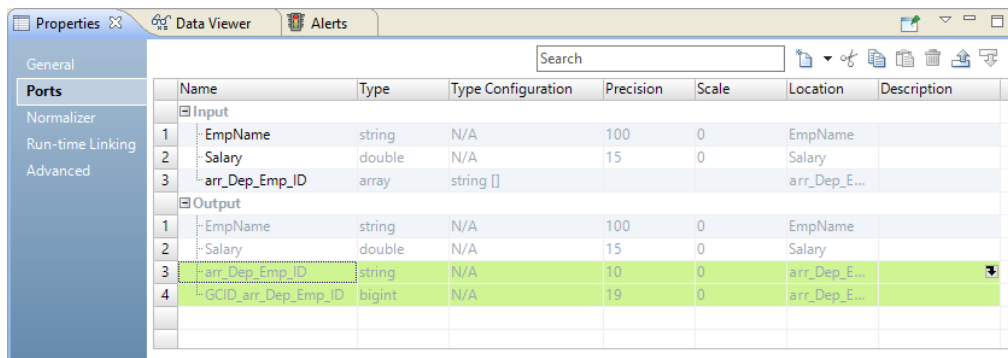 Properties Data Viewer Alerts
Search
General
Ports
Normalizer
Run-time Linking
Advanced
Name Type Type Configuration Precision Scale Location Description
Input
1 EmpName string N/A 100 0 EmpName
2 Salary double N/A 15 0 Salary
3 arr_Dep_Emp_ID array string [] arr_Dep_E...
Output
1 EmpName string N/A 100 0 EmpName
2 Salary double N/A 15 0 Salary
3 arr_Dep_Emp_ID string N/A 10 0 arr_Dep_E...
4 GCID_arr_Dep_Emp_ID bigint N/A 19 0 arr_Dep_E...